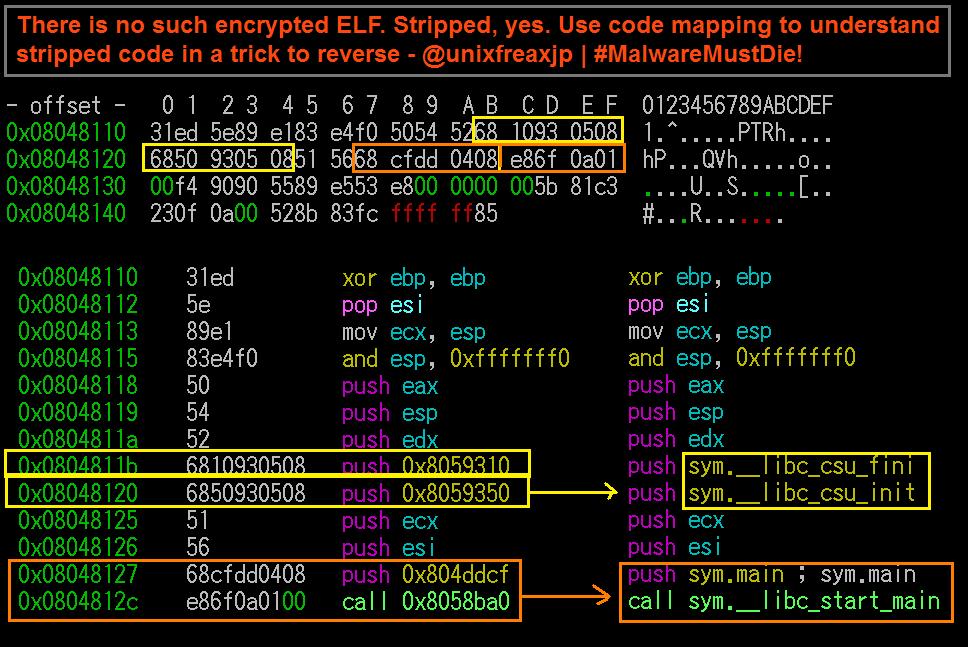 There is no such encrypted ELF. Stripped, yes. Use code mapping to understand
stripped code in a trick to reverse - @unixfreaxjp | #MalwareMustDie!
- offset -   0 1  2 3  4 5  6 7  8 9  A B  C D  E F  0123456789ABCDEF
0x08048110  31ed 5e89 e183 e4f0 5054 5268 1093 0508  1.^.....PTRh....
0x08048120  6850 9305 0851 5668 cfdd 0408 e86f 0a01  hP...QVh.....o..
0x08048130  00f4 9090 5589 e553 e800 0000 005b 81c3  ....U..S.....[..
0x08048140  230f 0a00 528b 83fc ffff ff85  #...R.......
0x08048110 31ed xor ebp, ebp xor ebp, ebp
0x08048112 5e pop esi pop esi
0x08048113 89e1 mov ecx, esp mov ecx, esp
0x08048115 83e4f0 and esp, 0xfffffff0 and esp, 0xfffffff0
0x08048118 50 push eax push eax
0x08048119 54 push esp push esp
0x0804811a 52 push edx push edx
0x0804811b 6810930508 push 0x8059310 push sym.__libc_csu_fini
0x08048120 6850930508 push 0x8059350 push sym.__libc_csu_init
0x08048125 51 push ecx push ecx
0x08048126 56 push esi push esi
0x08048127 68cfdd0408 push 0x804ddcf push sym.main ; sym.main
0x0804812c e86f0a0100 call 0x8058ba0 call sym.__libc_start_main